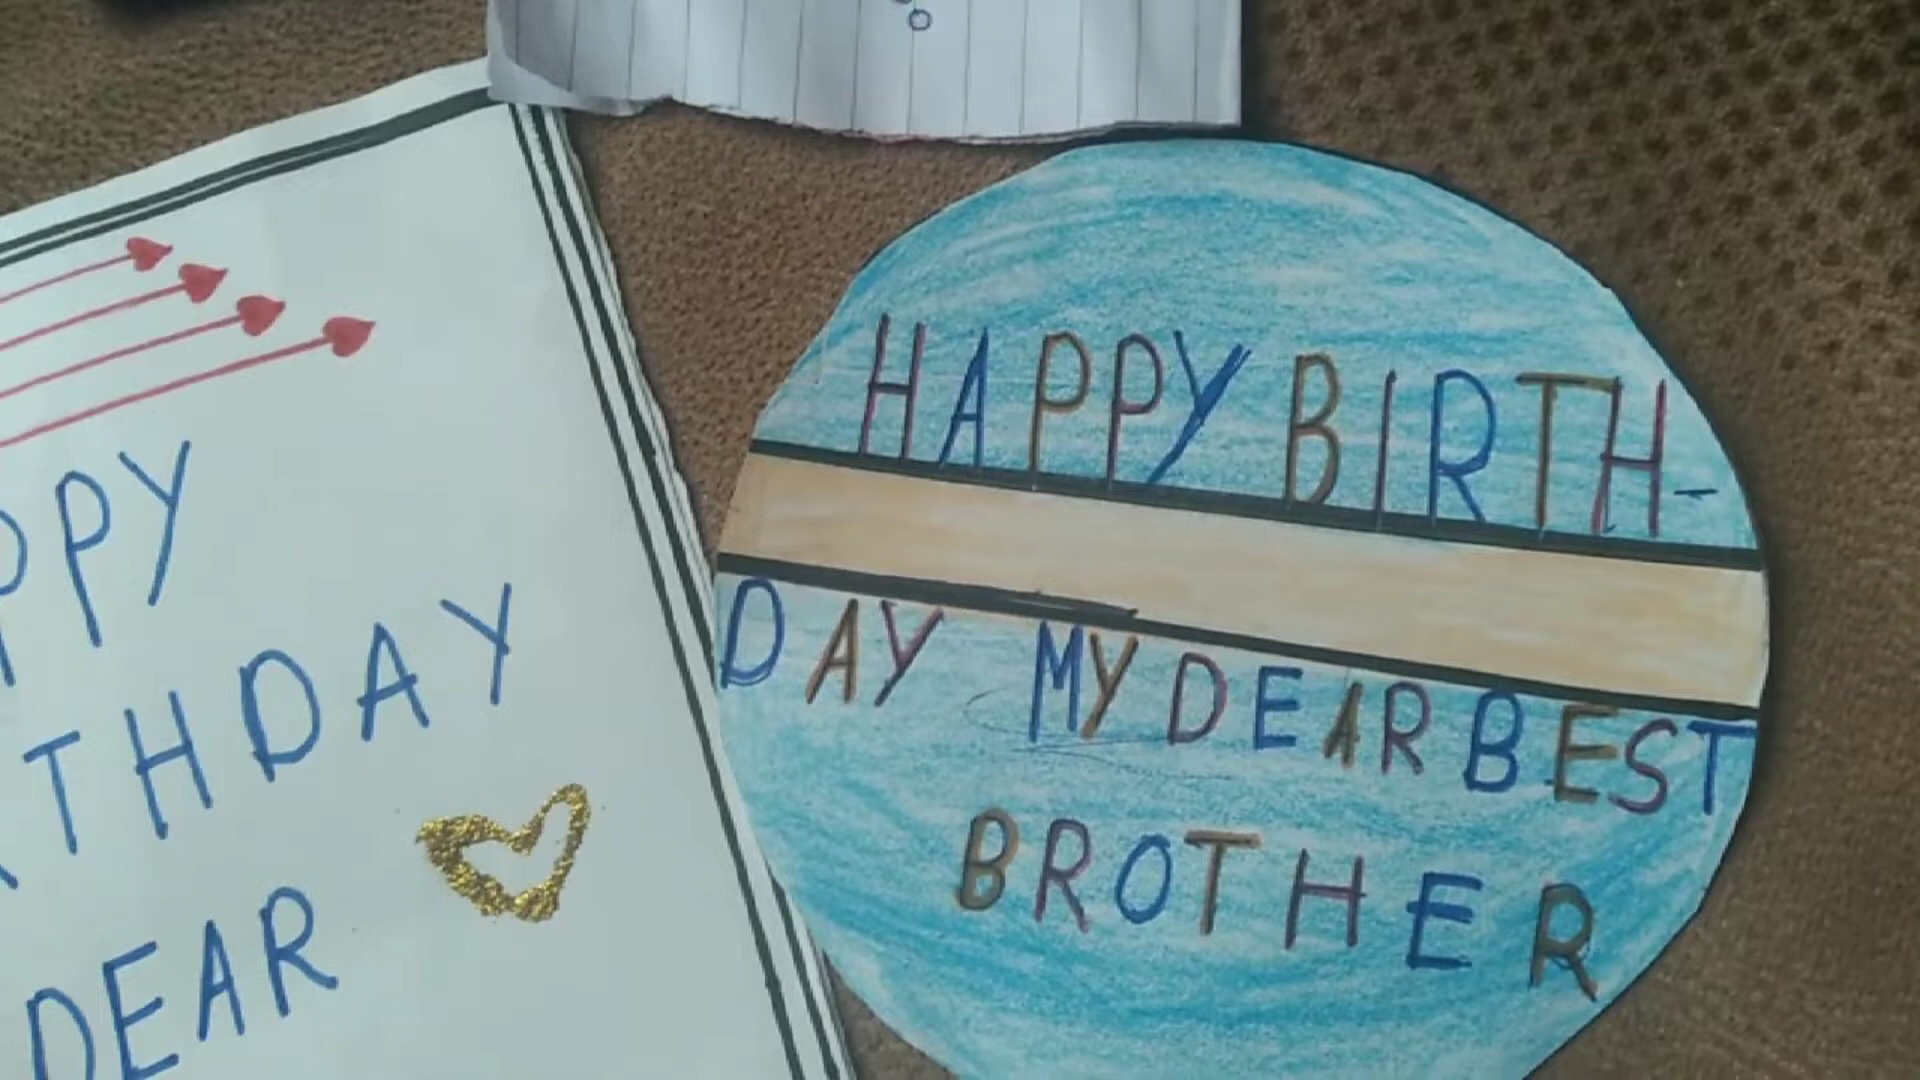 PPY
THDAY
DEAR
HAPPY BIRTH-
DAY MY DEAR BEST
BROTHER